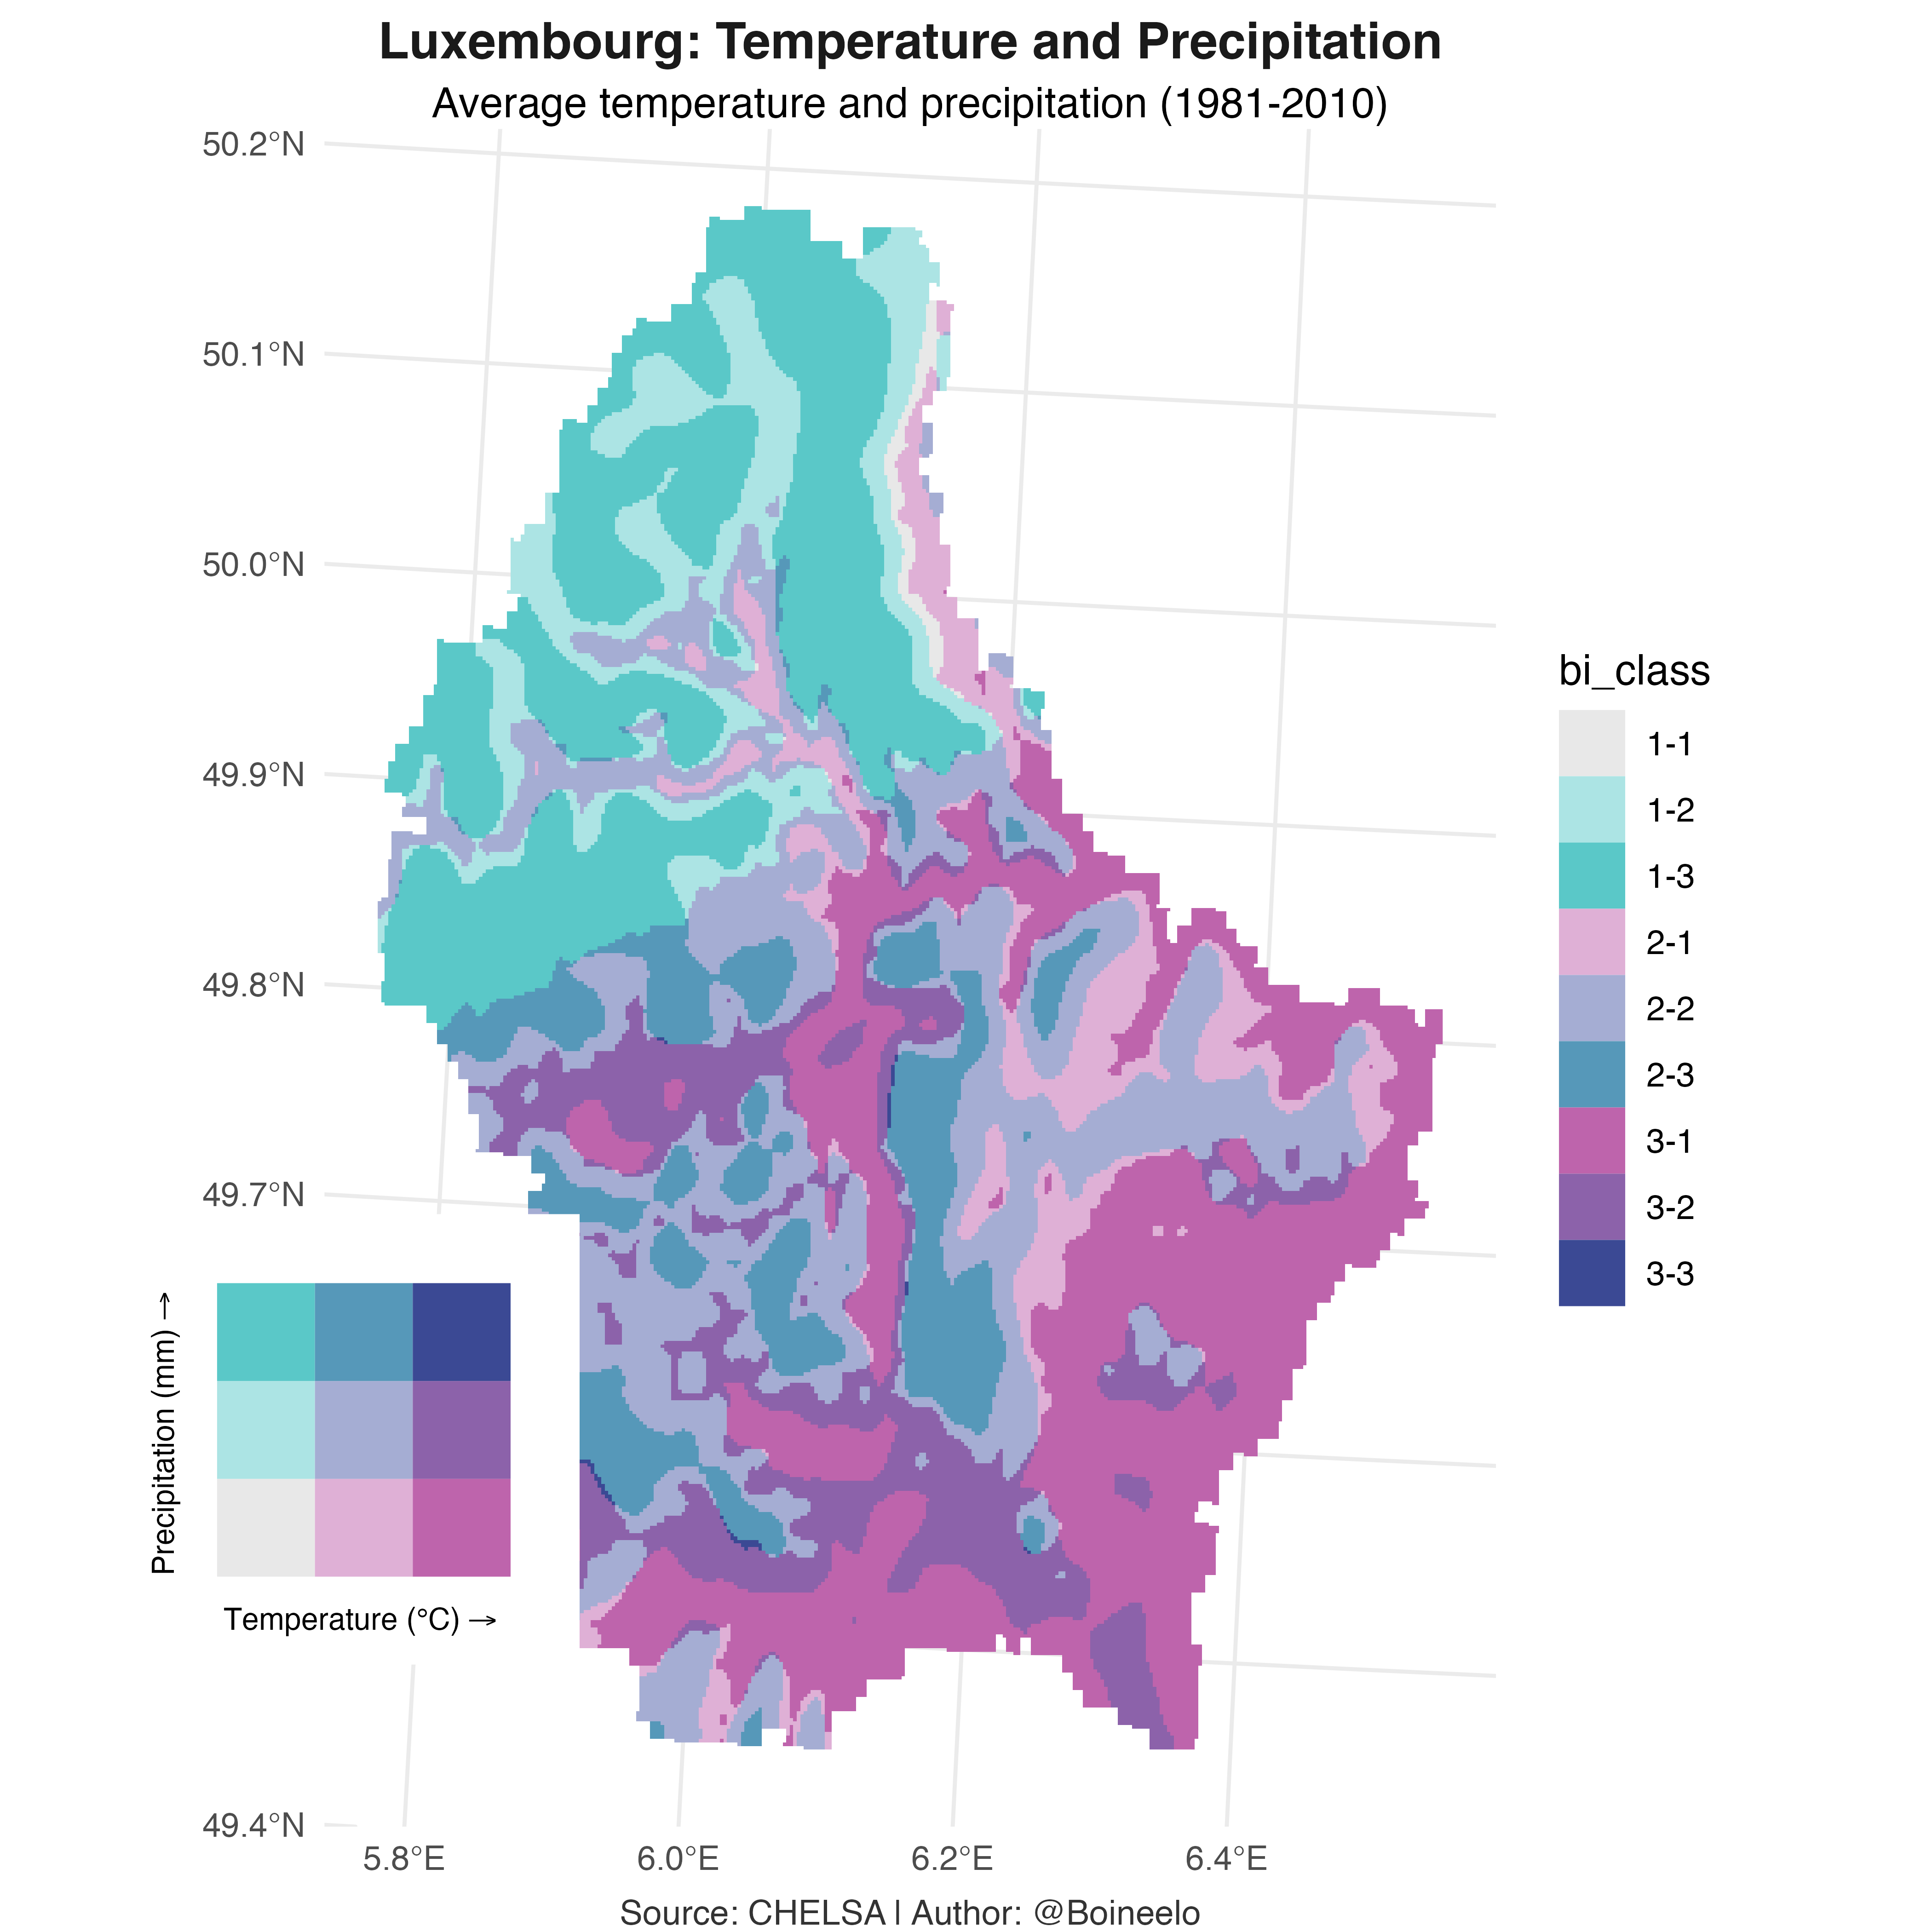 Luxembourg: Temperature and Precipitation
Average temperature and precipitation (1981-2010)
50.2°N
50.1°N
50.0°N
49.9°N
49.8°N
49.7°N
49.4°N
5.8°E
6.0°E
6.2°E
6.4°E
bi_class
1-1
1-2
1-3
2-1
2-2
2-3
3-1
3-2
3-3
Precipitation (mm) →
Temperature (°C) →
Source: CHELSA | Author: @Boineelo